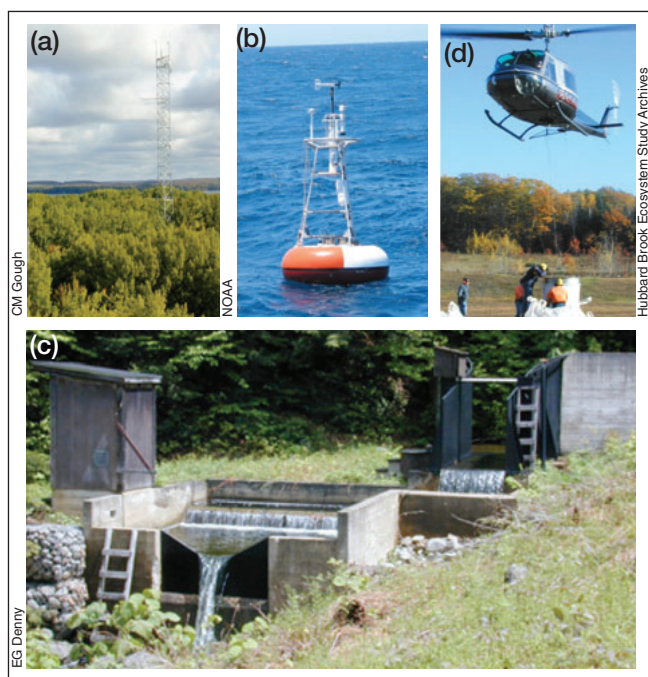 (a)
(b)
(d)
CM Gough
NOAA
Hubbard Brook Ecosystem Study Archives
(c)
EG Denny